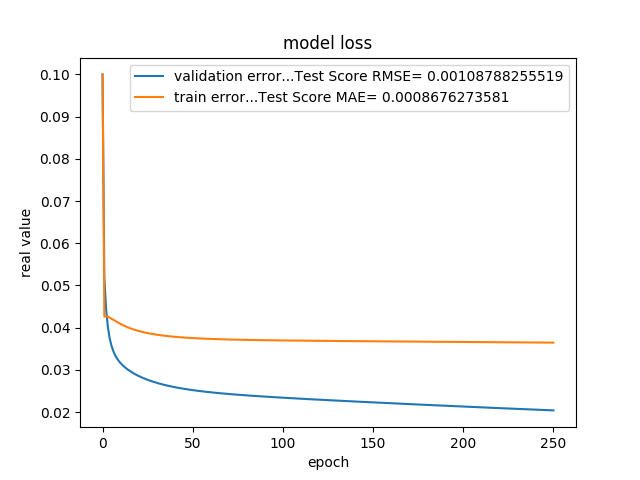 model loss
validation error...Test Score RMSE= 0.00108788255519
train error...Test Score MAE= 0.0008676273581
0.10
0.09
0.08
0.07
0.06
0.05
0.04
0.03
0.02
real value
0 50 100 150 200 250
epoch